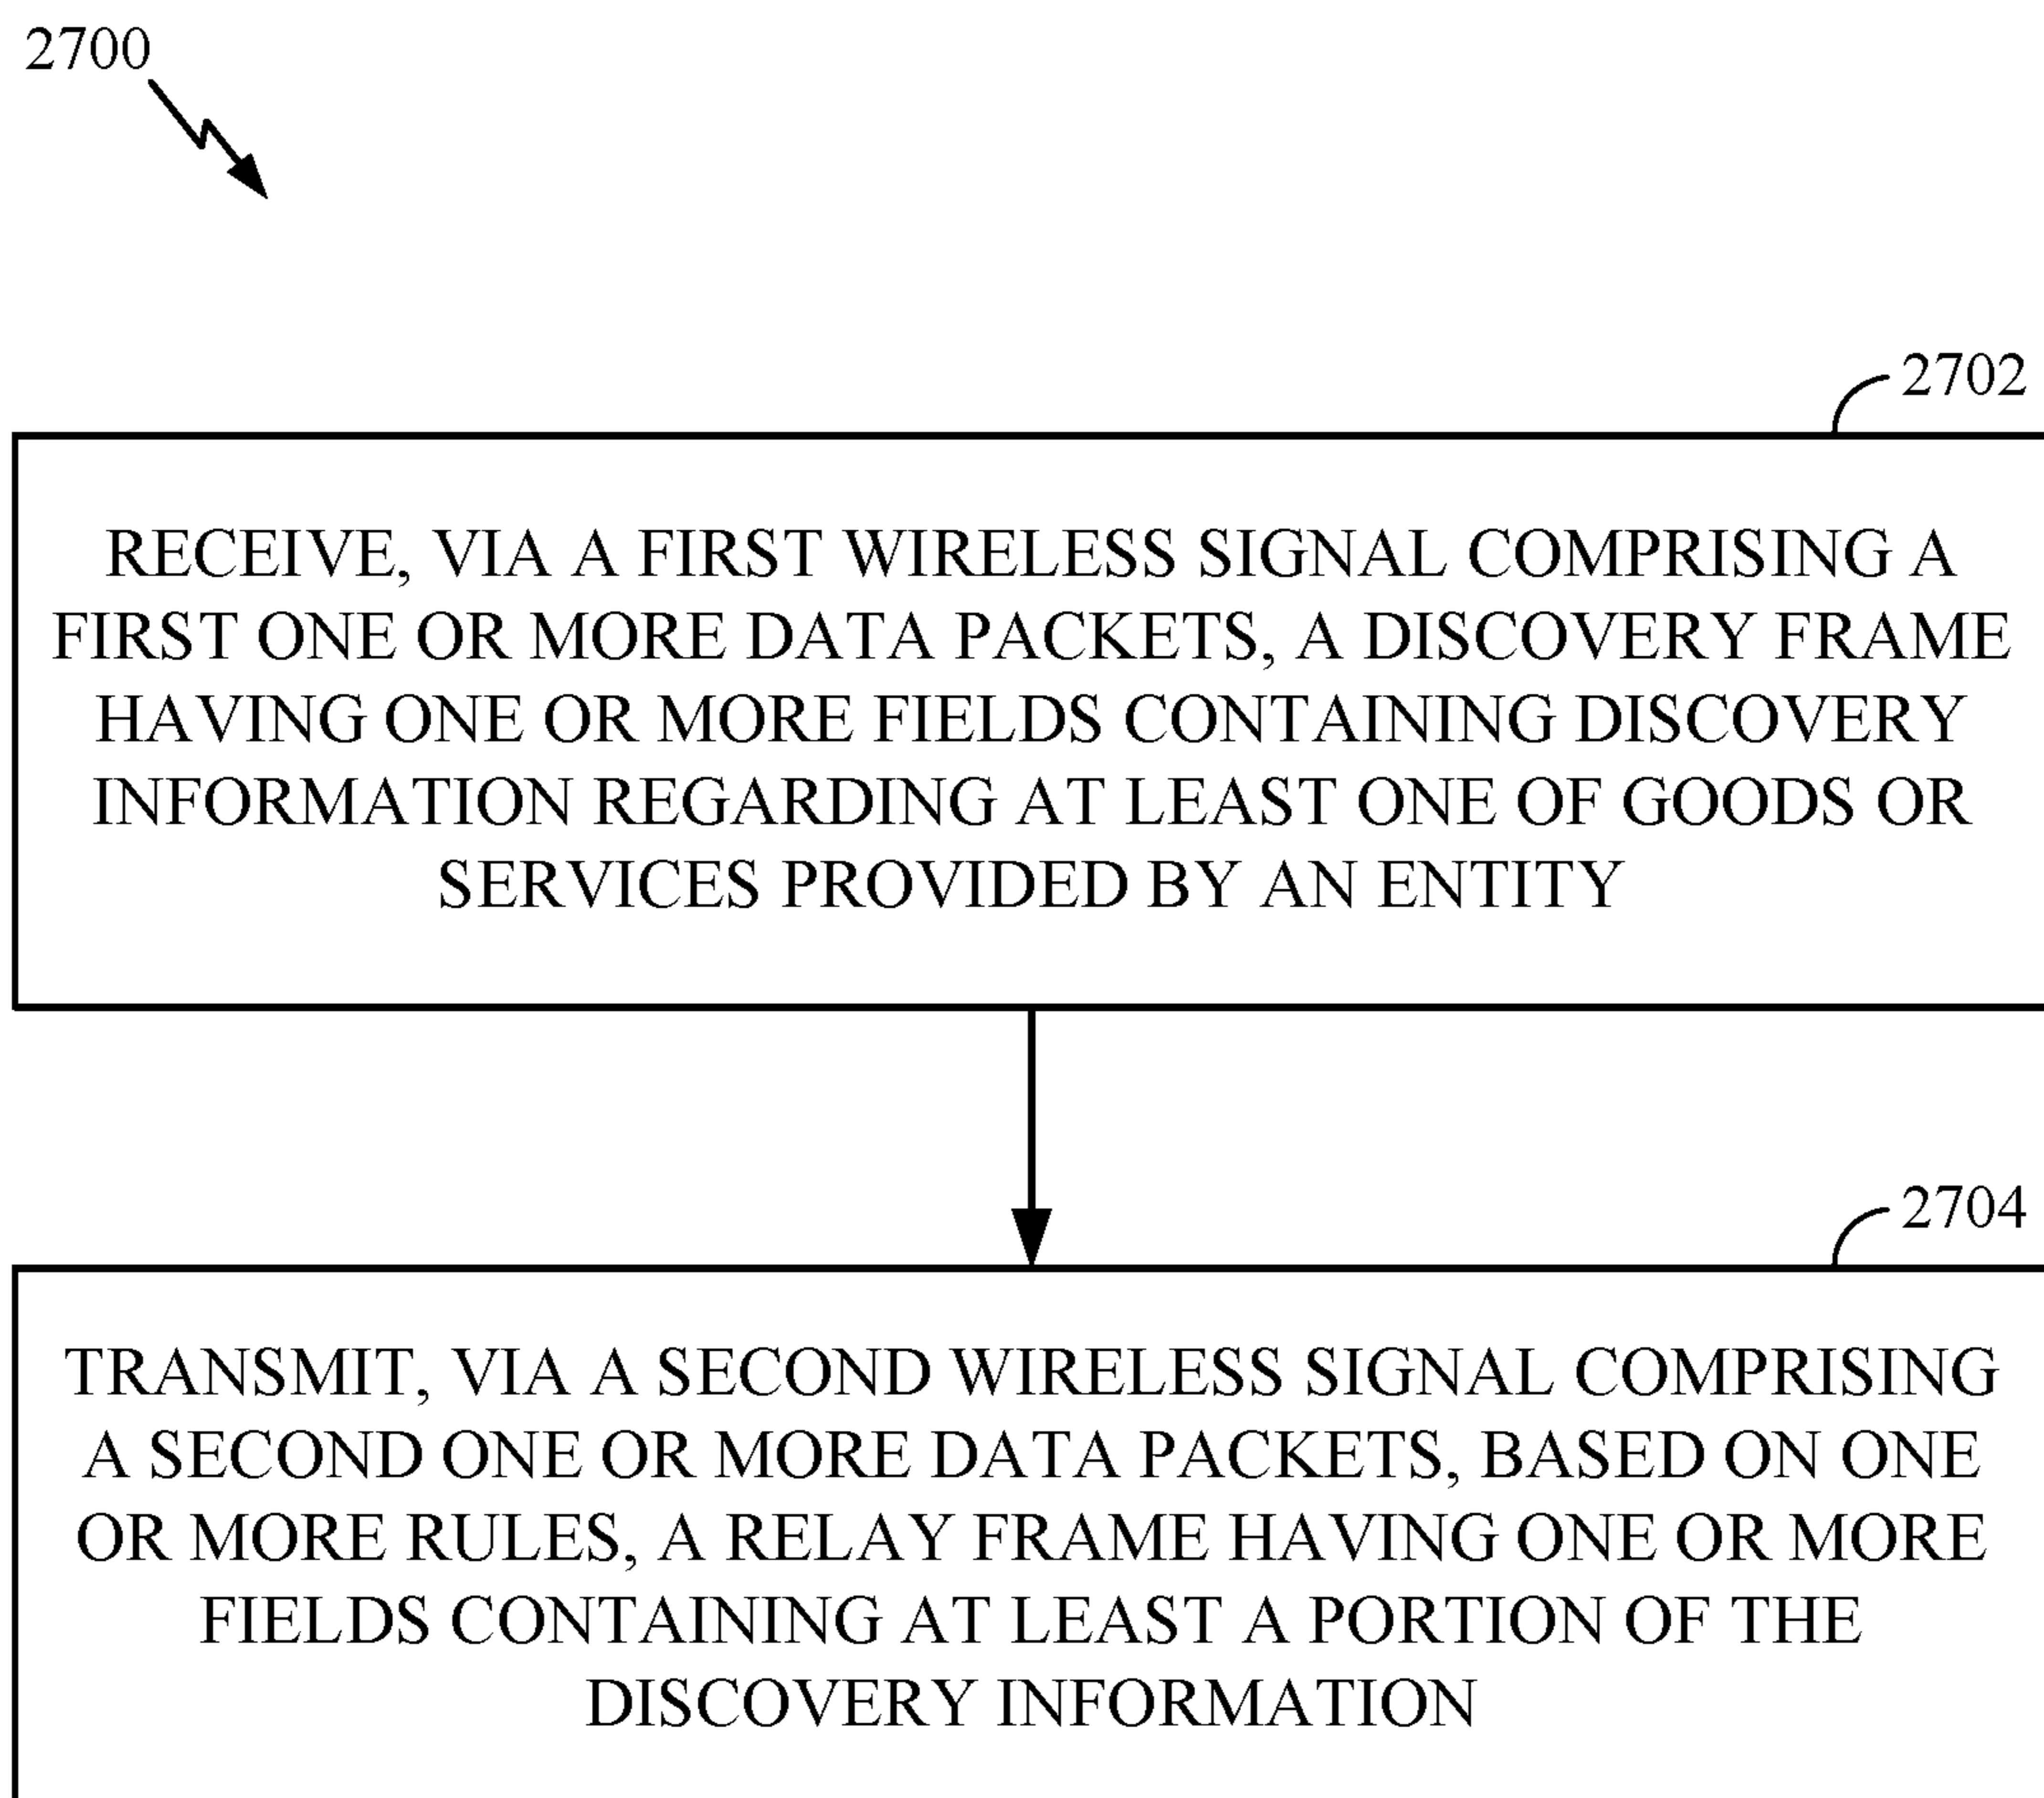 2700
2702
RECEIVE, VIA A FIRST WIRELESS SIGNAL COMPRISING A
FIRST ONE OR MORE DATA PACKETS, A DISCOVERY FRAME
HAVING ONE OR MORE FIELDS CONTAINING DISCOVERY
INFORMATION REGARDING AT LEAST ONE OF GOODS OR
SERVICES PROVIDED BY AN ENTITY
2704
TRANSMIT, VIA A SECOND WIRELESS SIGNAL COMPRISING
A SECOND ONE OR MORE DATA PACKETS, BASED ON ONE
OR MORE RULES, A RELAY FRAME HAVING ONE OR MORE
FIELDS CONTAINING AT LEAST A PORTION OF THE
DISCOVERY INFORMATION